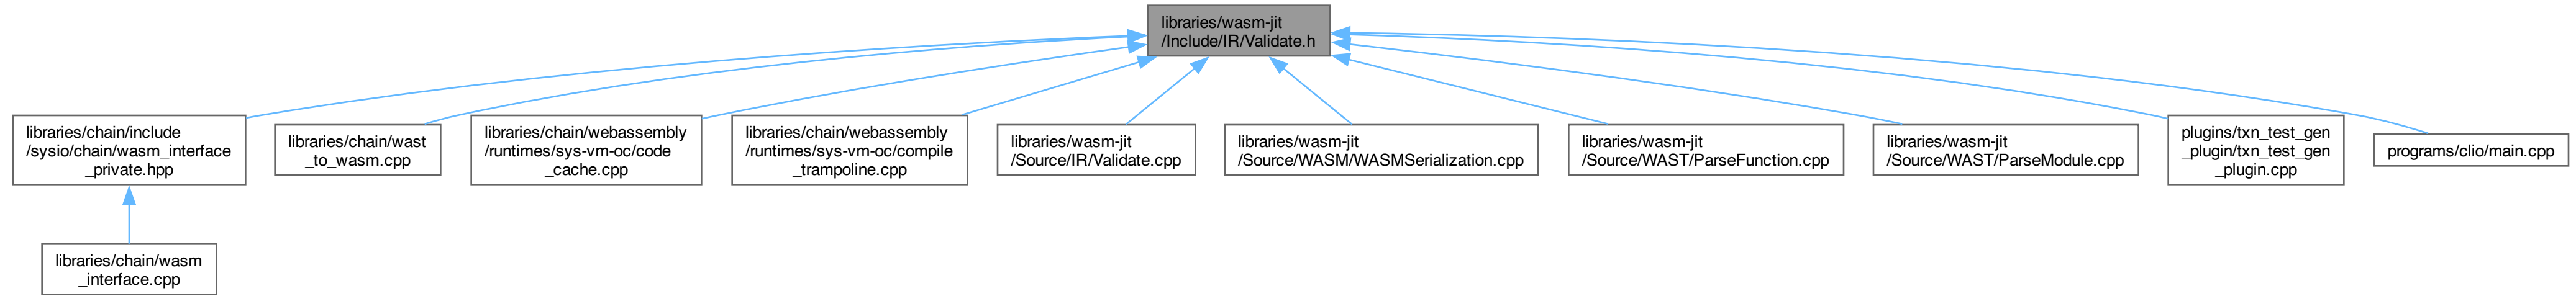 libraries/wasm-jit
/Include/IR/Validate.h
libraries/chain/include
/sysio/chain/wasm_interface
_private.hpp
libraries/chain/wast
_to_wasm.cpp
libraries/chain/webassembly
/runtimes/sys-vm-oc/code
_cache.cpp
libraries/chain/webassembly
/runtimes/sys-vm-oc/compile
_trampoline.cpp
libraries/wasm-jit
/Source/IR/Validate.cpp
libraries/wasm-jit
/Source/WASM/WASMSerialization.cpp
libraries/wasm-jit
/Source/WAST/ParseFunction.cpp
libraries/wasm-jit
/Source/WAST/ParseModule.cpp
plugins/txn_test_gen
_plugin/txn_test_gen
_plugin.cpp
programs/clio/main.cpp
libraries/chain/wasm
_interface.cpp